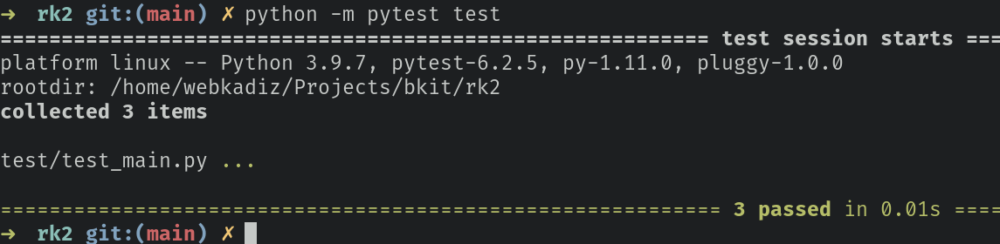 ➜ rk2 git:(main) ✗ python -m pytest test
========================================================== test session starts ===
platform linux -- Python 3.9.7, pytest-6.2.5, py-1.11.0, pluggy-1.0.0
rootdir: /home/webkadiz/Projects/bkit/rk2
collected 3 items
test/test_main.py ...
=========================================================== 3 passed in 0.01s ====
➜ rk2 git:(main) ✗